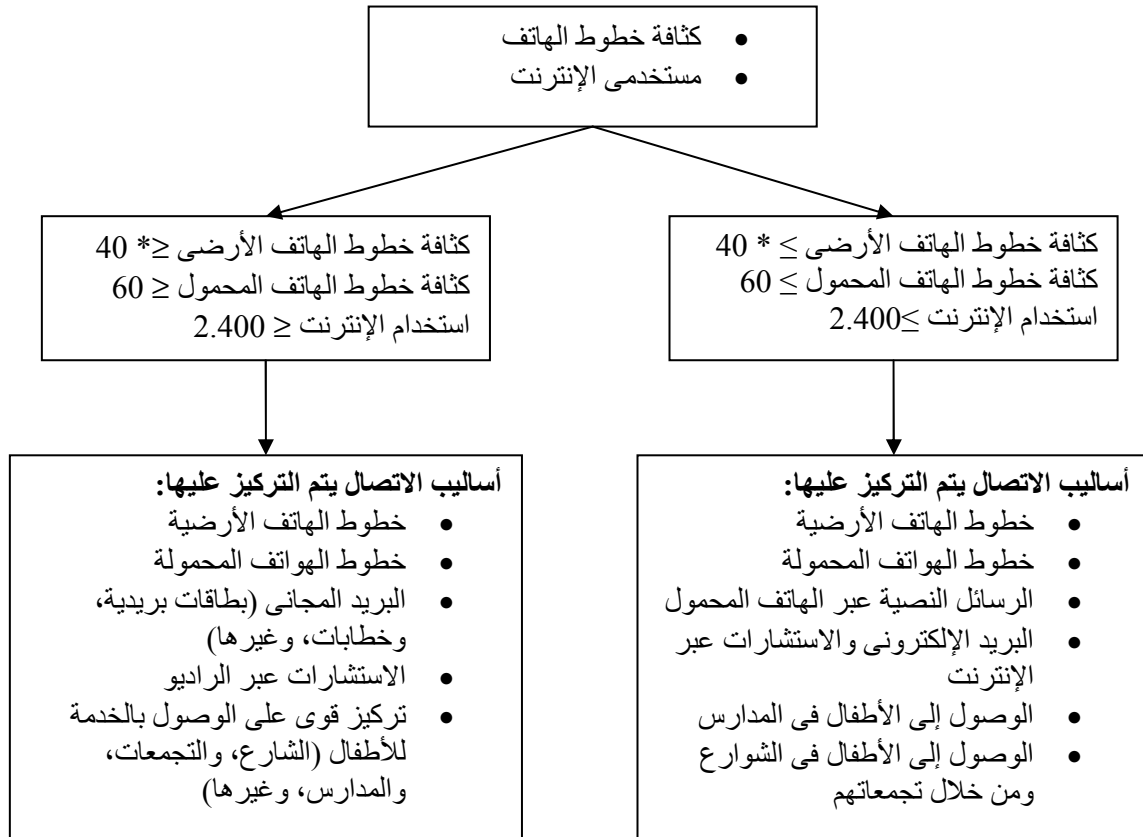 • كثافة خطوط الهاتف
• مستخدمى الإنترنت
كثافة خطوط الهاتف الأرضى ≥ * 40
كثافة خطوط الهاتف المحمول ≥ 60
استخدام الإنترنت ≥2.400
كثافة خطوط الهاتف الأرضى ≤* 40
كثافة خطوط الهاتف المحمول ≤ 60
استخدام الإنترنت ≤ 2.400
أساليب الاتصال يتم التركيز عليها:
• خطوط الهاتف الأرضية
• خطوط الهواتف المحمولة
• الرسائل النصية عبر الهاتف المحمول
• البريد الإلكترونى والاستشارات عبر
الإنترنت
• الوصول إلى الأطفال فى المدارس
• الوصول إلى الأطفال فى الشوارع
ومن خلال تجمعاتهم
أساليب الاتصال يتم التركيز عليها:
• خطوط الهاتف الأرضية
• خطوط الهواتف المحمولة
• البريد المجانى (بطاقات بريدية،
وخطابات، وغيرها)
• الاستشارات عبر الراديو
• تركيز قوى على الوصول بالخدمة
للأطفال (الشارع، والتجمعات،
والمدارس، وغيرها)